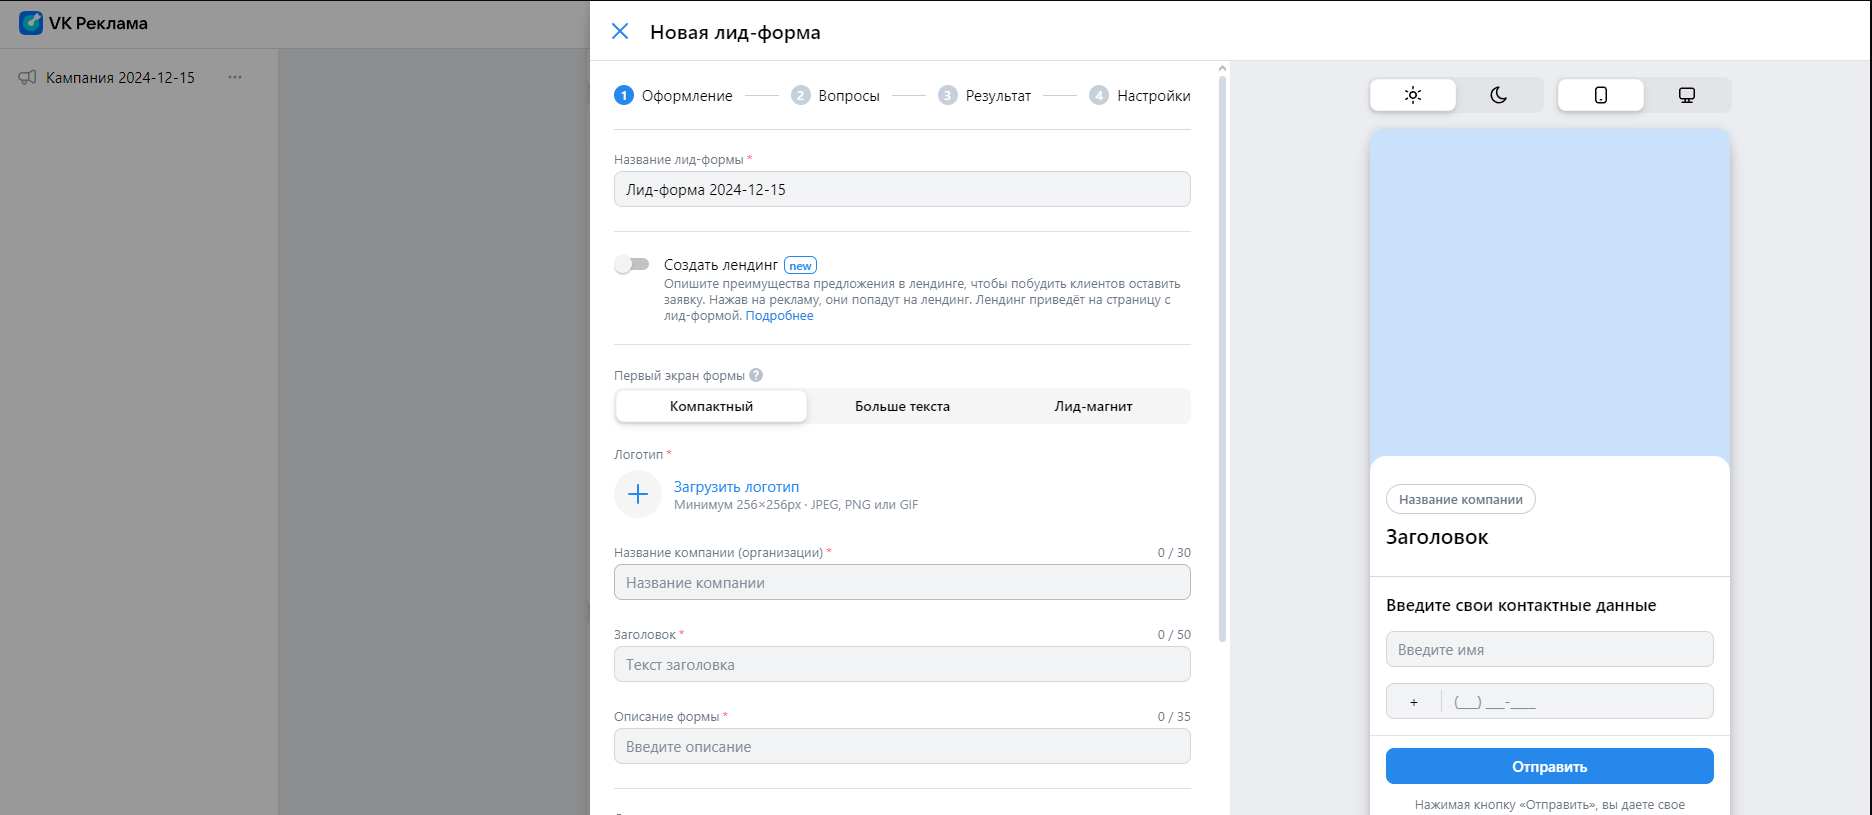 VK Реклама
Кампания 2024-12-15
Новая лид-форма
1 Оформление 2 Вопросы 3 Результат 4 Настройки
Название лид-формы *
Лид-форма 2024-12-15
Создать лендинг new
Опишите преимущества предложения в лендинге, чтобы побудить клиентов оставить
заявку. Нажав на рекламу, они попадут на лендинг. Лендинг приведёт на страницу с
лид-формой. Подробнее
Первый экран формы ?
Компактный Больше текста Лид-магнит
Логотип *
Загрузить логотип
Минимум 256×256px · JPEG, PNG или GIF
Название компании (организации) * 0 / 30
Название компании
Заголовок * 0 / 50
Текст заголовка
Описание формы * 0 / 35
Введите описание
Название компании
Заголовок
Введите свои контактные данные
Введите имя
+ (___) ___-____
Отправить
Нажимая кнопку «Отправить», вы даете свое